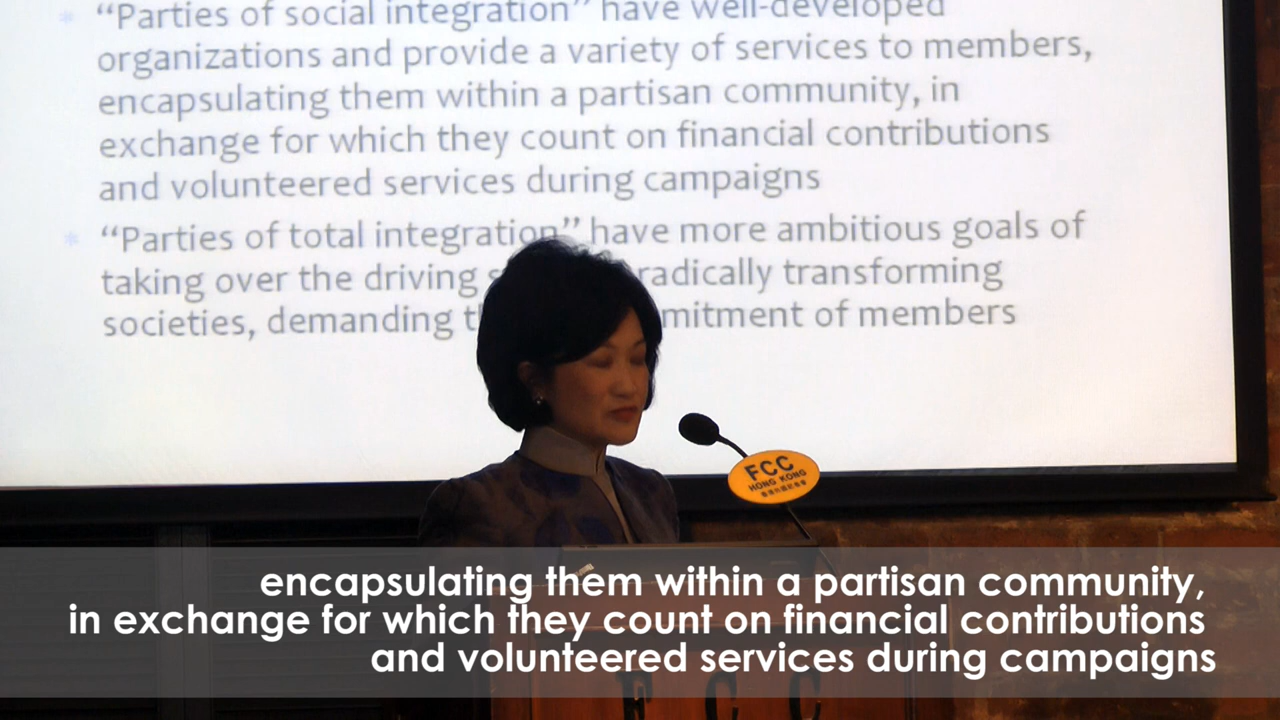 * “Parties of social integration” have well-developed
organizations and provide a variety of services to members,
encapsulating them within a partisan community, in
exchange for which they count on financial contributions
and volunteered services during campaigns
* “Parties of total integration” have more ambitious goals of
taking over the driving radically transforming
societies, demanding of members
FCC
HONG KONG
encapsulating them within a partisan community,
in exchange for which they count on financial contributions
and volunteered services during campaigns
F C C